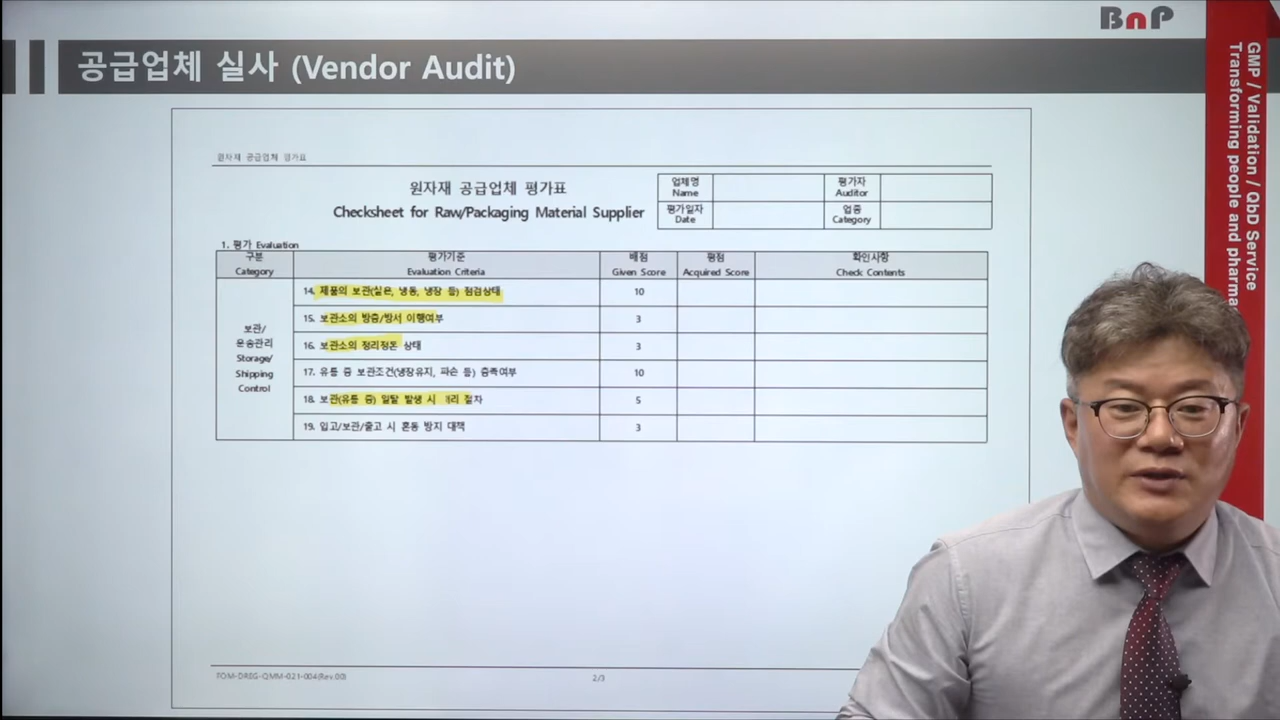 BnP
공급업체 실사 (Vendor Audit)
GMP / Validation / QbD Service
Transforming people and pharma
원자재 공급업체 평가표
원자재 공급업체 평가표
Checksheet for Raw/Packaging Material Supplier
업체명 Name
평가자 Auditor
평가일자 Date
업종 Category
1. 평가 Evaluation
구분 Category
평가기준 Evaluation Criteria
배점 Given Score
평점 Acquired Score
확인사항 Check Contents
보관/
운송관리
Storage/
Shipping
Control
14. 제품의 보관(실온, 냉동, 냉장 등) 점검상태 10
15. 보관소의 방충/방서 이행여부 3
16. 보관소의 정리정돈 상태 3
17. 유통 중 보관조건(냉장유지, 파손 등) 충족여부 10
18. 보관(유통 중) 일탈 발생 시 절차 5
19. 입고/보관/출고 시 혼동 방지 대책 3
2/3